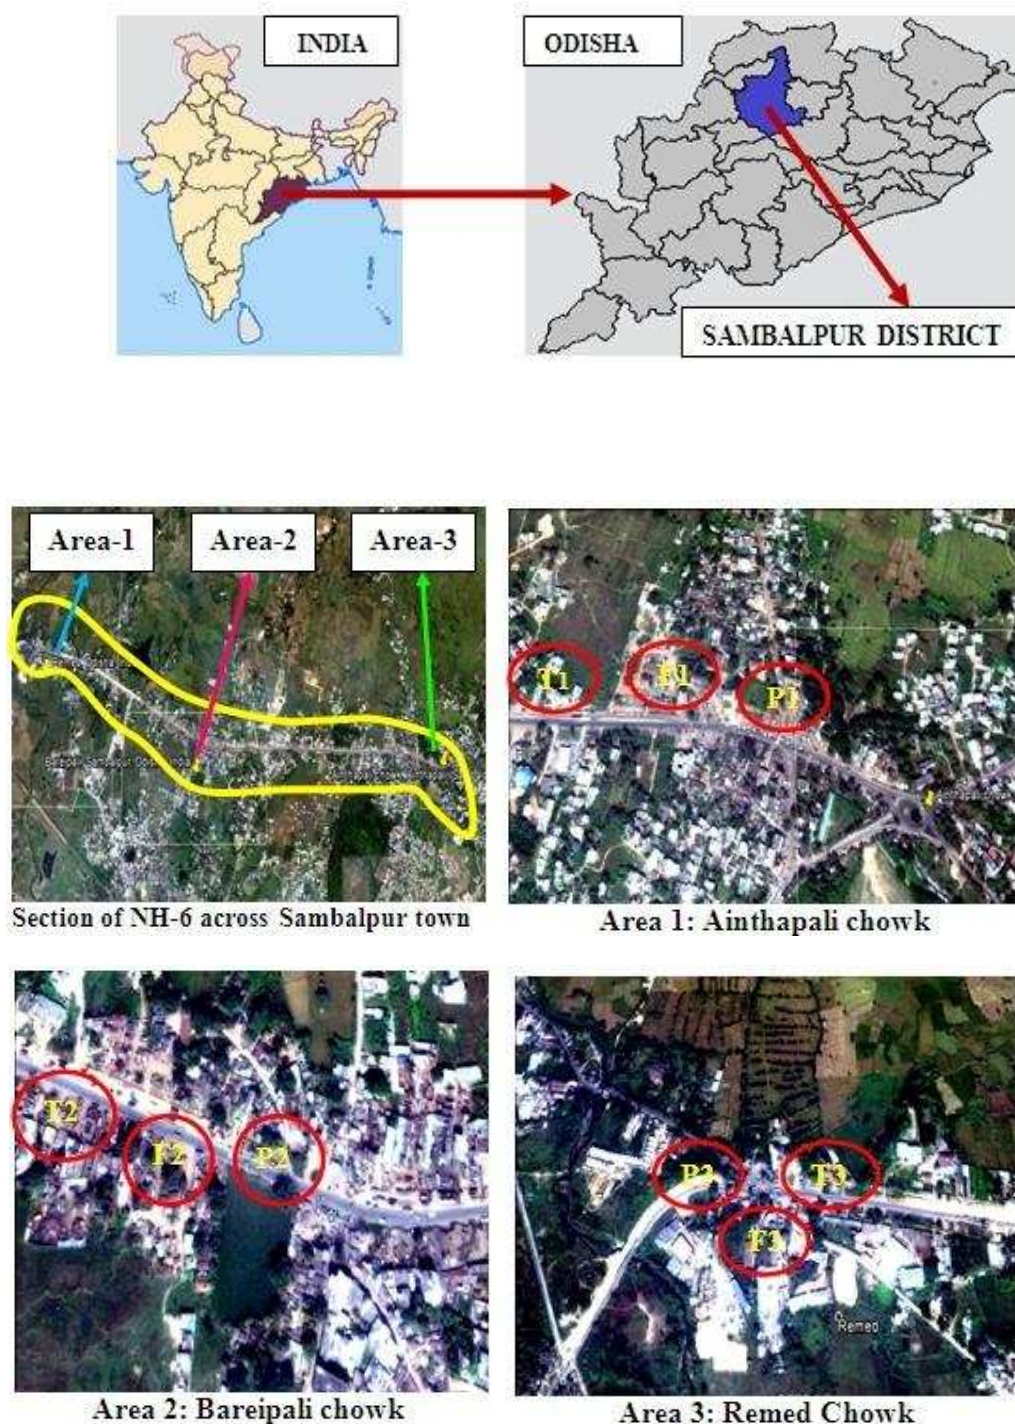 INDIA
ODISHA
SAMBALPUR DISTRICT
Area-1
Area-2
Area-3
Section of NH-6 across Sambalpur town
T1
F1
P1
Area 1: Ainthapali chowk
T2
F2
P2
Area 2: Bareipali chowk
T3
F3
Remed
Area 3: Remed Chowk